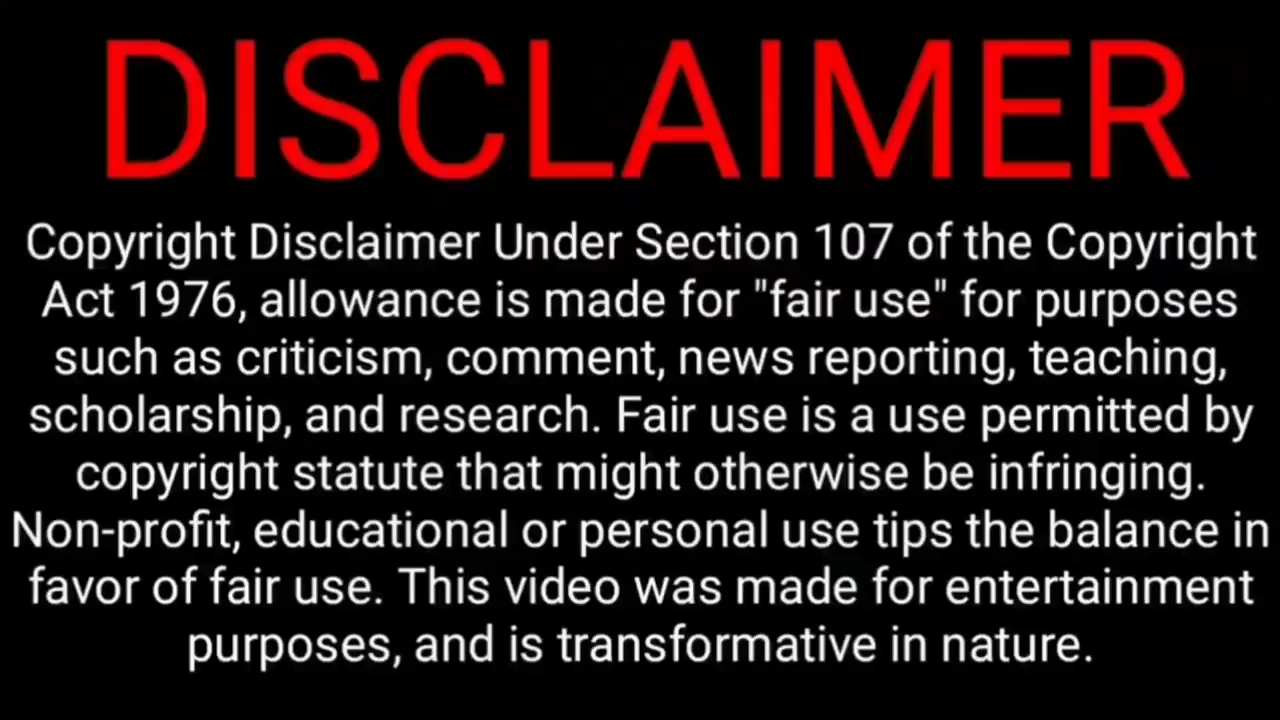 DISCLAIMER
Copyright Disclaimer Under Section 107 of the Copyright
Act 1976, allowance is made for "fair use" for purposes
such as criticism, comment, news reporting, teaching,
scholarship, and research. Fair use is a use permitted by
copyright statute that might otherwise be infringing.
Non-profit, educational or personal use tips the balance in
favor of fair use. This video was made for entertainment
purposes, and is transformative in nature.